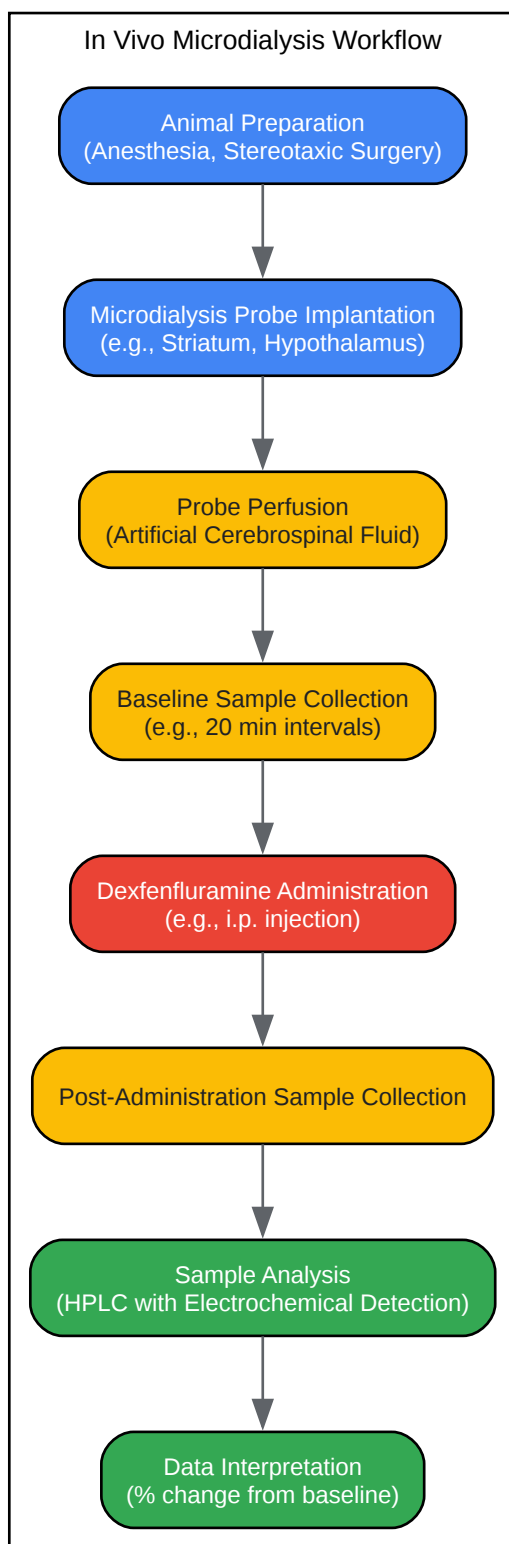 In Vivo Microdialysis Workflow
Animal Preparation
(Anesthesia, Stereotaxic Surgery)
Microdialysis Probe Implantation
(e.g., Striatum, Hypothalamus)
Probe Perfusion
(Artificial Cerebrospinal Fluid)
Baseline Sample Collection
(e.g., 20 min intervals)
Dexfenfluramine Administration
(e.g., i.p. injection)
Post-Administration Sample Collection
Sample Analysis
(HPLC with Electrochemical Detection)
Data Interpretation
(% change from baseline)